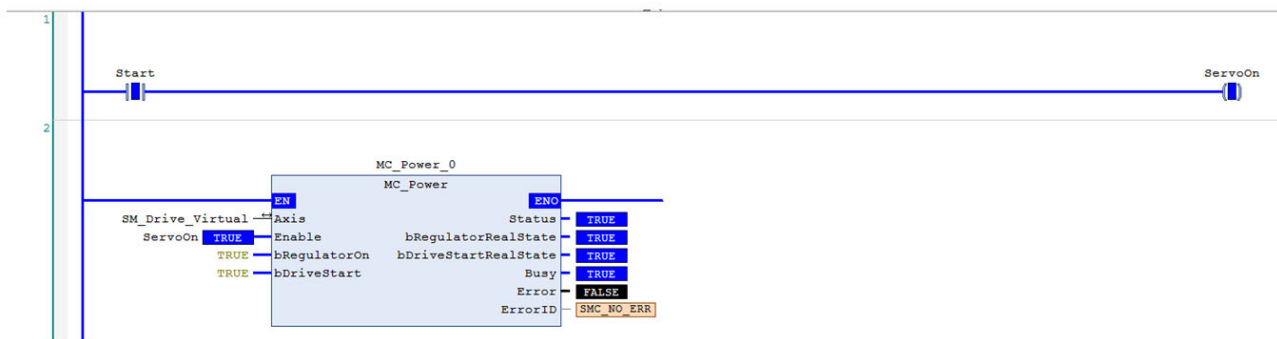 1
Start ServoOn
2
MC_Power_0
MC_Power
EN ENO
SM_Drive_Virtual Axis Status TRUE
ServoOn TRUE Enable bRegulatorRealState TRUE
TRUE bRegulatorOn bDriveStartRealState TRUE
TRUE bDriveStart Busy TRUE
Error FALSE
ErrorID SMC_NO_ERR